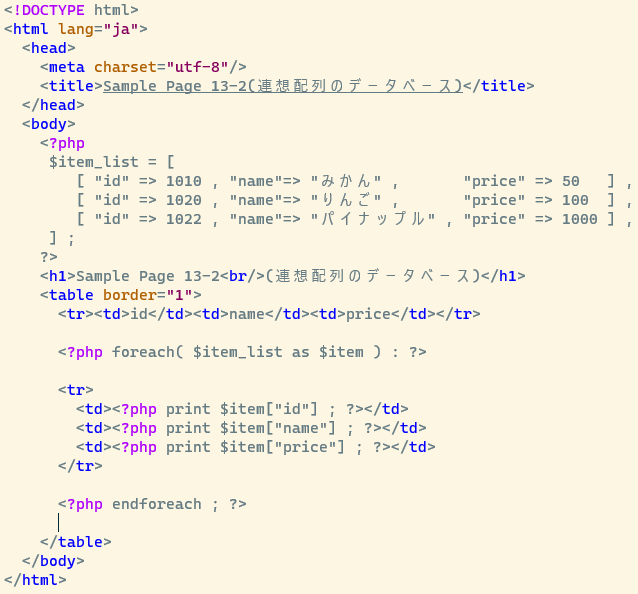 <!DOCTYPE html>
<html lang="ja">
  <head>
    <meta charset="utf-8"/>
    <title>Sample Page 13-2(連想配列のデータベース)</title>
  </head>
  <body>
    <?php
     $item_list = [
        [ "id" => 1010 , "name"=> "みかん" ,       "price" => 50   ] ,
        [ "id" => 1020 , "name"=> "りんご" ,       "price" => 100  ] ,
        [ "id" => 1022 , "name"=> "パイナップル" , "price" => 1000 ] ,
     ] ;
    ?>
    <h1>Sample Page 13-2<br/>(連想配列のデータベース)</h1>
    <table border="1">
      <tr><td>id</td><td>name</td><td>price</td></tr>

      <?php foreach( $item_list as $item ) : ?>

      <tr>
        <td><?php print $item["id"] ; ?></td>
        <td><?php print $item["name"] ; ?></td>
        <td><?php print $item["price"] ; ?></td>
      </tr>

      <?php endforeach ; ?>

    </table>
  </body>
</html>